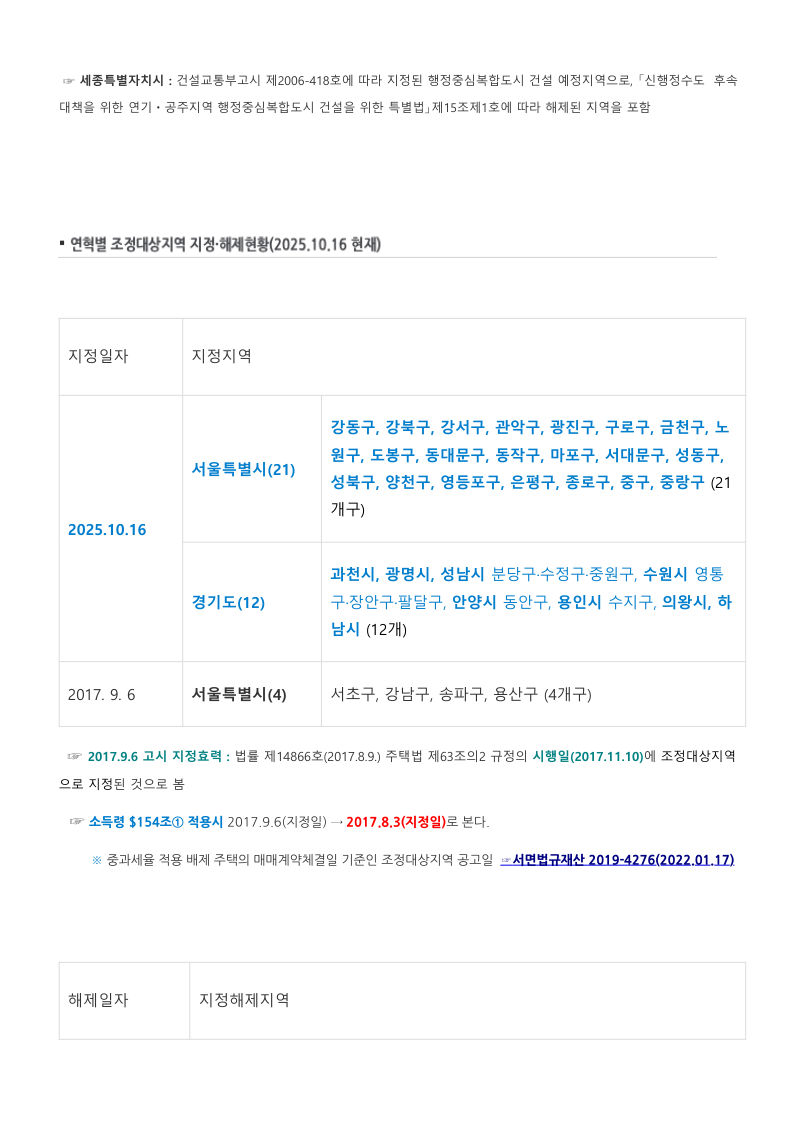 ☞ 세종특별자치시 : 건설교통부고시 제2006-418호에 따라 지정된 행정중심복합도시 건설 예정지역으로, 「신행정수도 후속
대책을 위한 연기・공주지역 행정중심복합도시 건설을 위한 특별법」제15조제1호에 따라 해제된 지역을 포함
▪ 연혁별 조정대상지역 지정·해제현황(2025.10.16 현재)
지정일자
지정지역
2025.10.16
서울특별시(21)
강동구, 강북구, 강서구, 관악구, 광진구, 구로구, 금천구, 노
원구, 도봉구, 동대문구, 동작구, 마포구, 서대문구, 성동구,
성북구, 양천구, 영등포구, 은평구, 종로구, 중구, 중랑구 (21
개구)
경기도(12)
과천시, 광명시, 성남시 분당구·수정구·중원구, 수원시 영통
구·장안구·팔달구, 안양시 동안구, 용인시 수지구, 의왕시, 하
남시 (12개)
2017. 9. 6
서울특별시(4)
서초구, 강남구, 송파구, 용산구 (4개구)
☞ 2017.9.6 고시 지정효력 : 법률 제14866호(2017.8.9.) 주택법 제63조의2 규정의 시행일(2017.11.10)에 조정대상지역
으로 지정된 것으로 봄
☞ 소득령 $154조① 적용시 2017.9.6(지정일) → 2017.8.3(지정일)로 본다.
※ 중과세율 적용 배제 주택의 매매계약체결일 기준인 조정대상지역 공고일 ☞서면법규재산 2019-4276(2022.01.17)
해제일자
지정해제지역